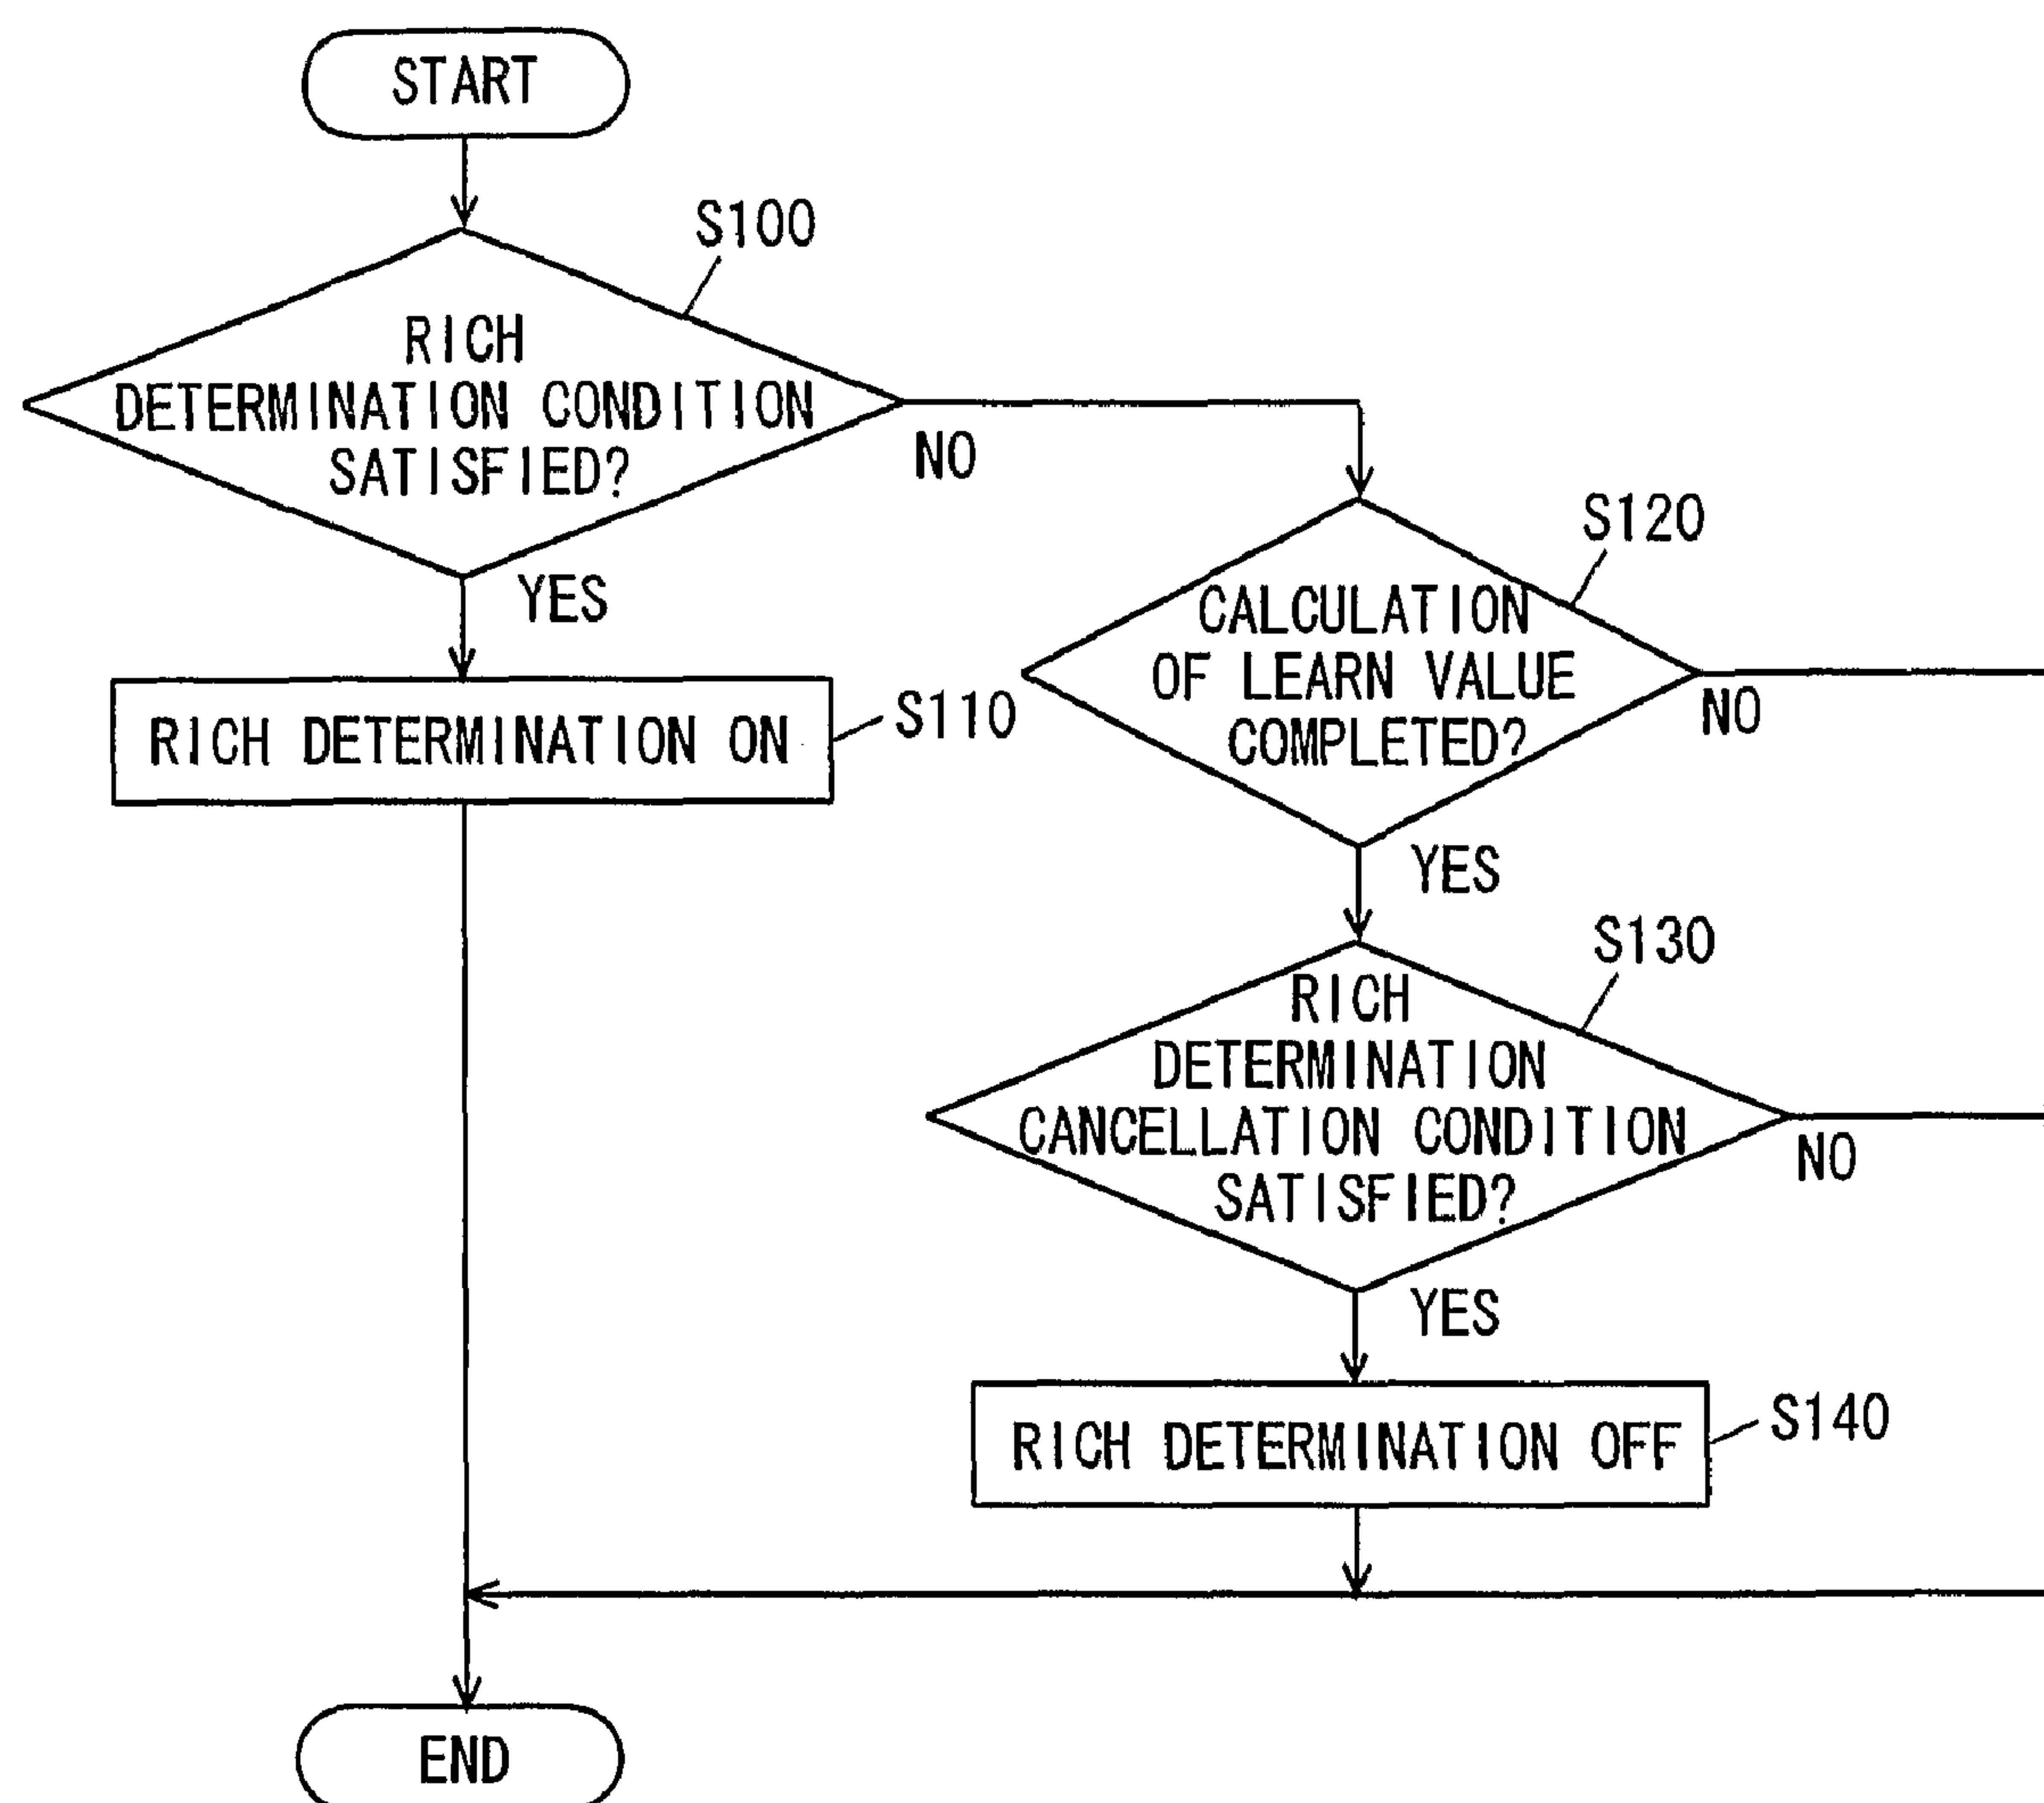 START
S100
RICH
DETERMINATION CONDITION
SATISFIED?
NO
YES
RICH DETERMINATION ON
S110
S120
CALCULATION
OF LEARN VALUE
COMPLETED?
NO
YES
S130
RICH
DETERMINATION
CANCELLATION CONDITION
SATISFIED?
NO
YES
RICH DETERMINATION OFF
S140
END